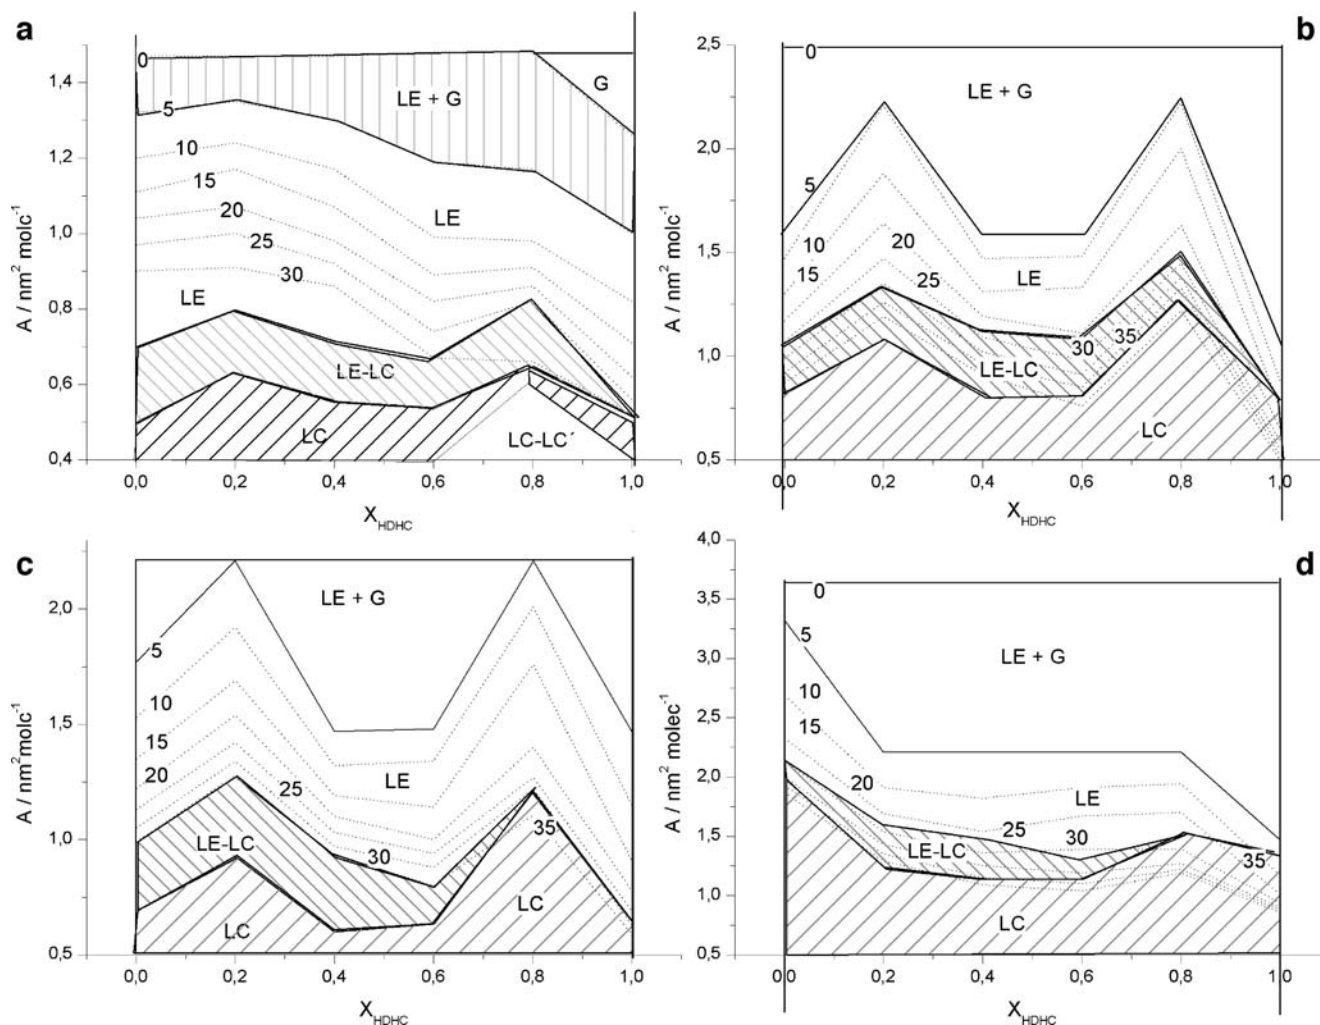 a
0
1,4
G
LE + G
5
1,2
10
15
1,0
20
LE
25
30
0,8
LE
LE-LC
0,6
LC
LC-LC´
0,4
0,0 0,2 0,4 0,6 0,8 1,0
A / nm² molc⁻¹
X_HDHC
b
2,5
0
LE + G
2,0
5
1,5
10
20
15
25
LE
35
30
1,0
LE-LC
LC
0,5
0,0 0,2 0,4 0,6 0,8 1,0
A / nm² molc⁻¹
X_HDHC
c
2,0
LE + G
5
10
1,5
15
20
LE
25
35
30
1,0
LE-LC
LC
LC
0,5
0,0 0,2 0,4 0,6 0,8 1,0
A / nm²molc⁻¹
X_HDHC
d
4,0
0
3,5
5
LE + G
3,0
10
2,5
15
2,0
20
LE
25
30
1,5
LE-LC
35
1,0
LC
0,5
0,0 0,2 0,4 0,6 0,8 1,0
A / nm² molec⁻¹
X_HDHC